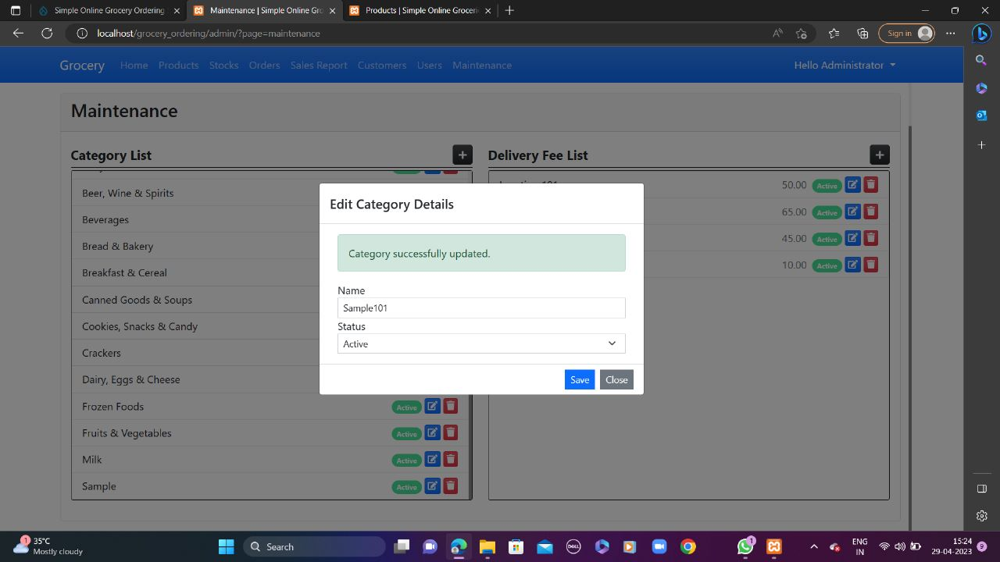 Simple Online Grocery Ordering
Maintenance | Simple Online Gro
Products | Simple Online Groceri
localhost/grocery_ordering/admin/?page=maintenance
Sign in
Grocery Home Products Stocks Orders Sales Report Customers Users Maintenance Hello Administrator
Maintenance
Category List
Beer, Wine & Spirits
Beverages
Bread & Bakery
Breakfast & Cereal
Canned Goods & Soups
Cookies, Snacks & Candy
Crackers
Dairy, Eggs & Cheese
Frozen Foods Active
Fruits & Vegetables Active
Milk Active
Sample Active
Delivery Fee List
50.00 Active
65.00 Active
45.00 Active
10.00 Active
Edit Category Details
Category successfully updated.
Name
Sample101
Status
Active
Save Close
1
35°C
Mostly cloudy
Search
DELL
1
ENG
IN
15:24
29-04-2023
9